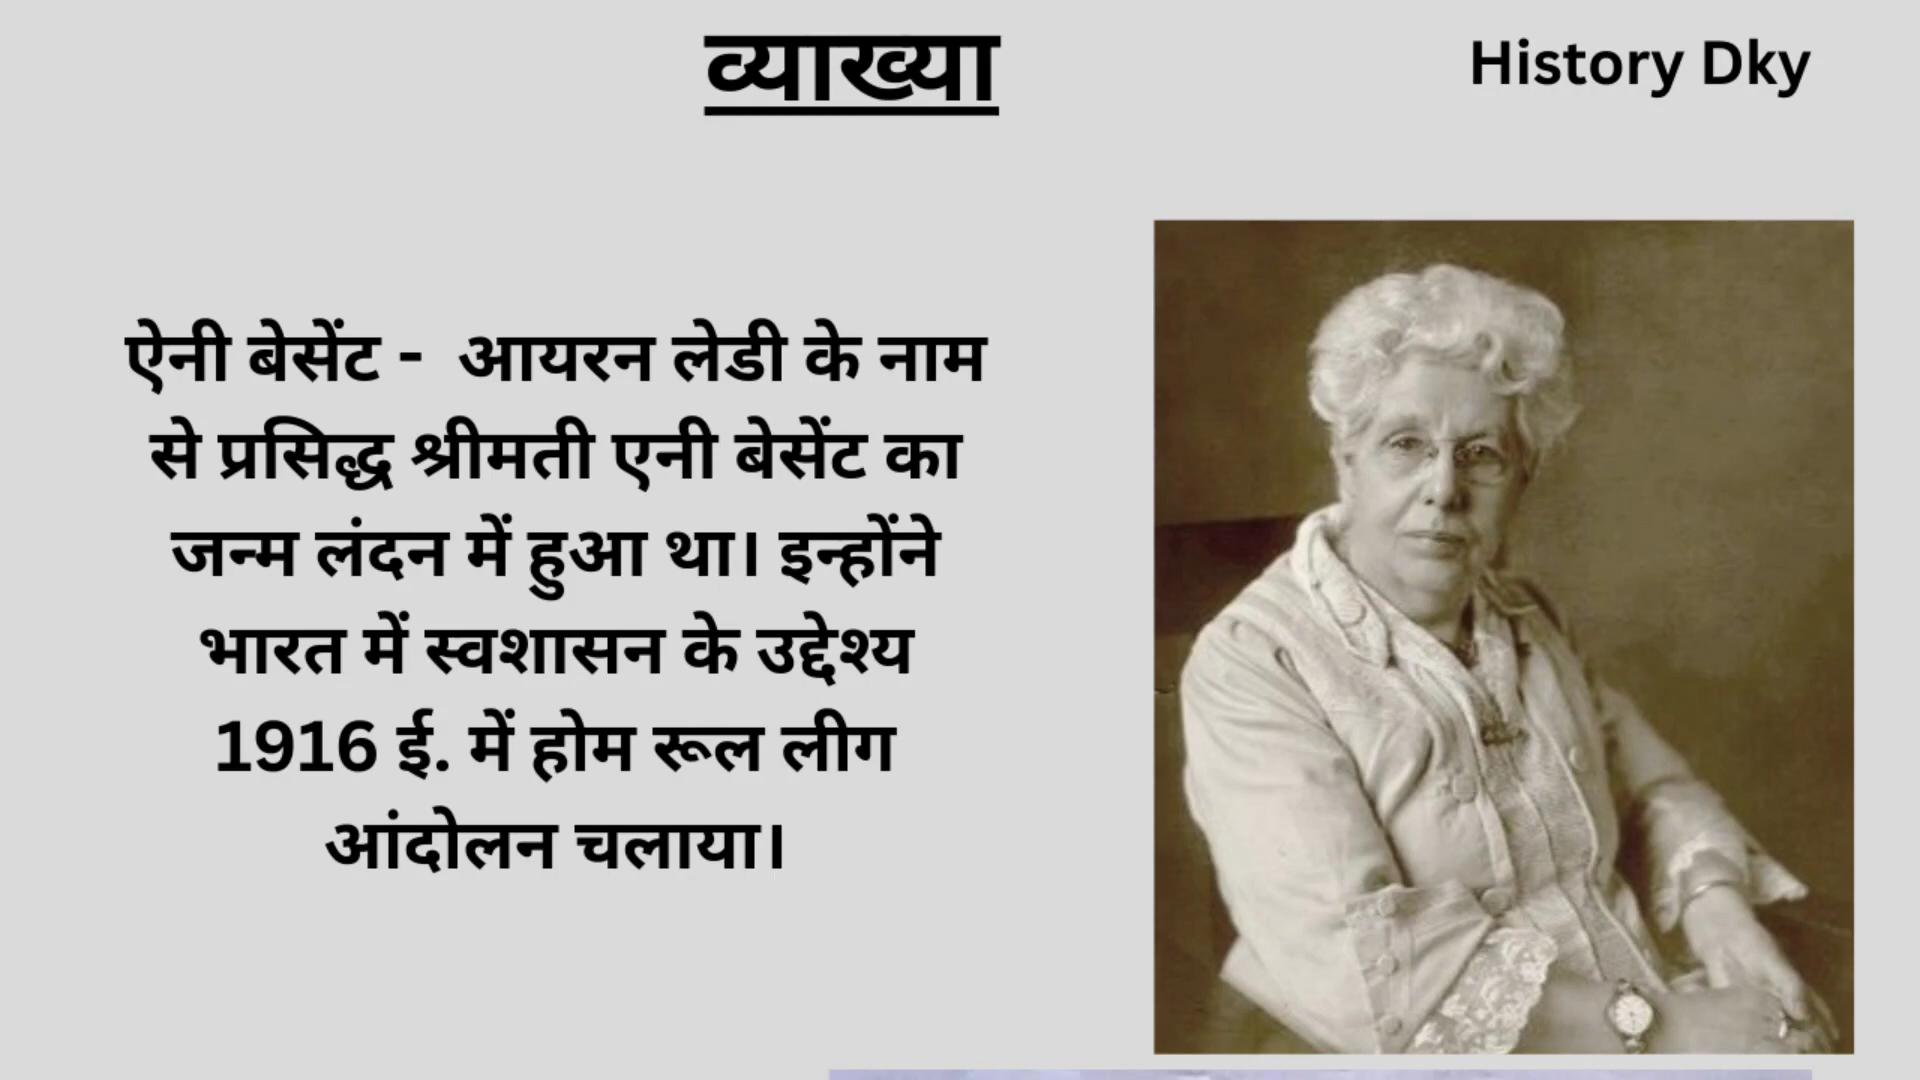 व्याख्या
History Dky
ऐनी बेसेंट - आयरन लेडी के नाम
से प्रसिद्ध श्रीमती एनी बेसेंट का
जन्म लंदन में हुआ था। इन्होंने
भारत में स्वशासन के उद्देश्य
1916 ई. में होम रूल लीग
आंदोलन चलाया।